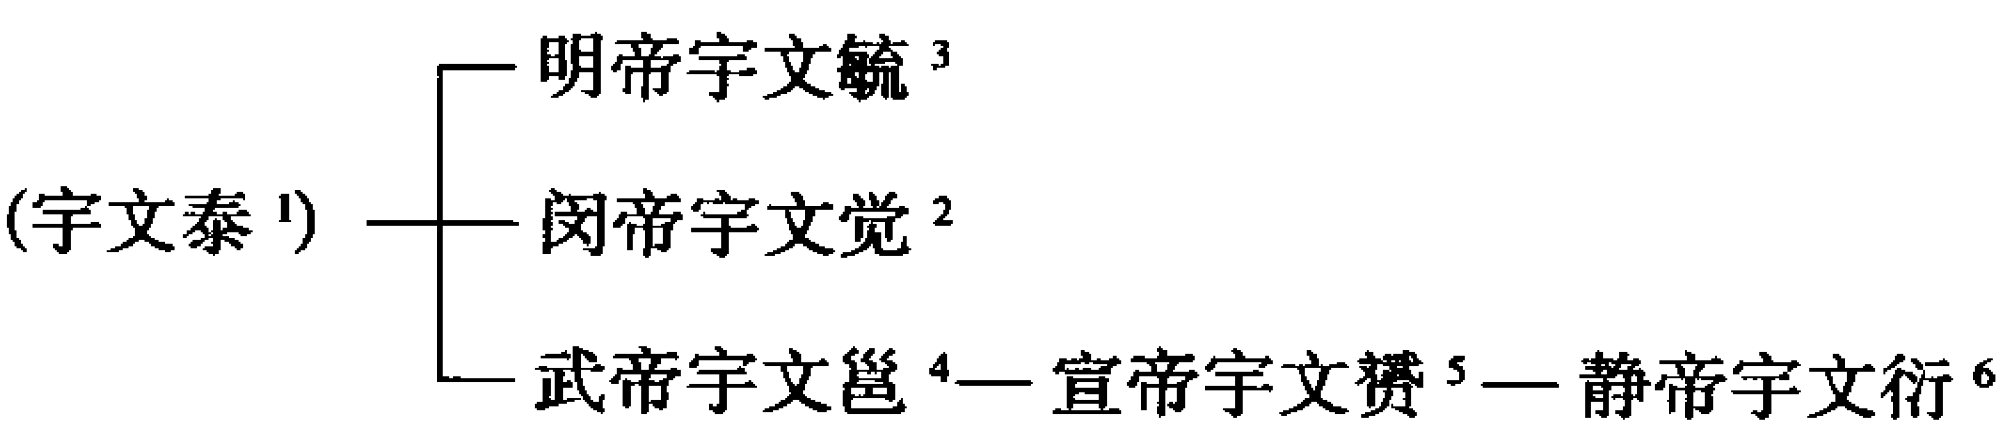 明帝宇文毓 3
(宇文泰 1) 闵帝宇文觉 2
武帝宇文邕 4 — 宣帝宇文赟 5 — 静帝宇文衍 6